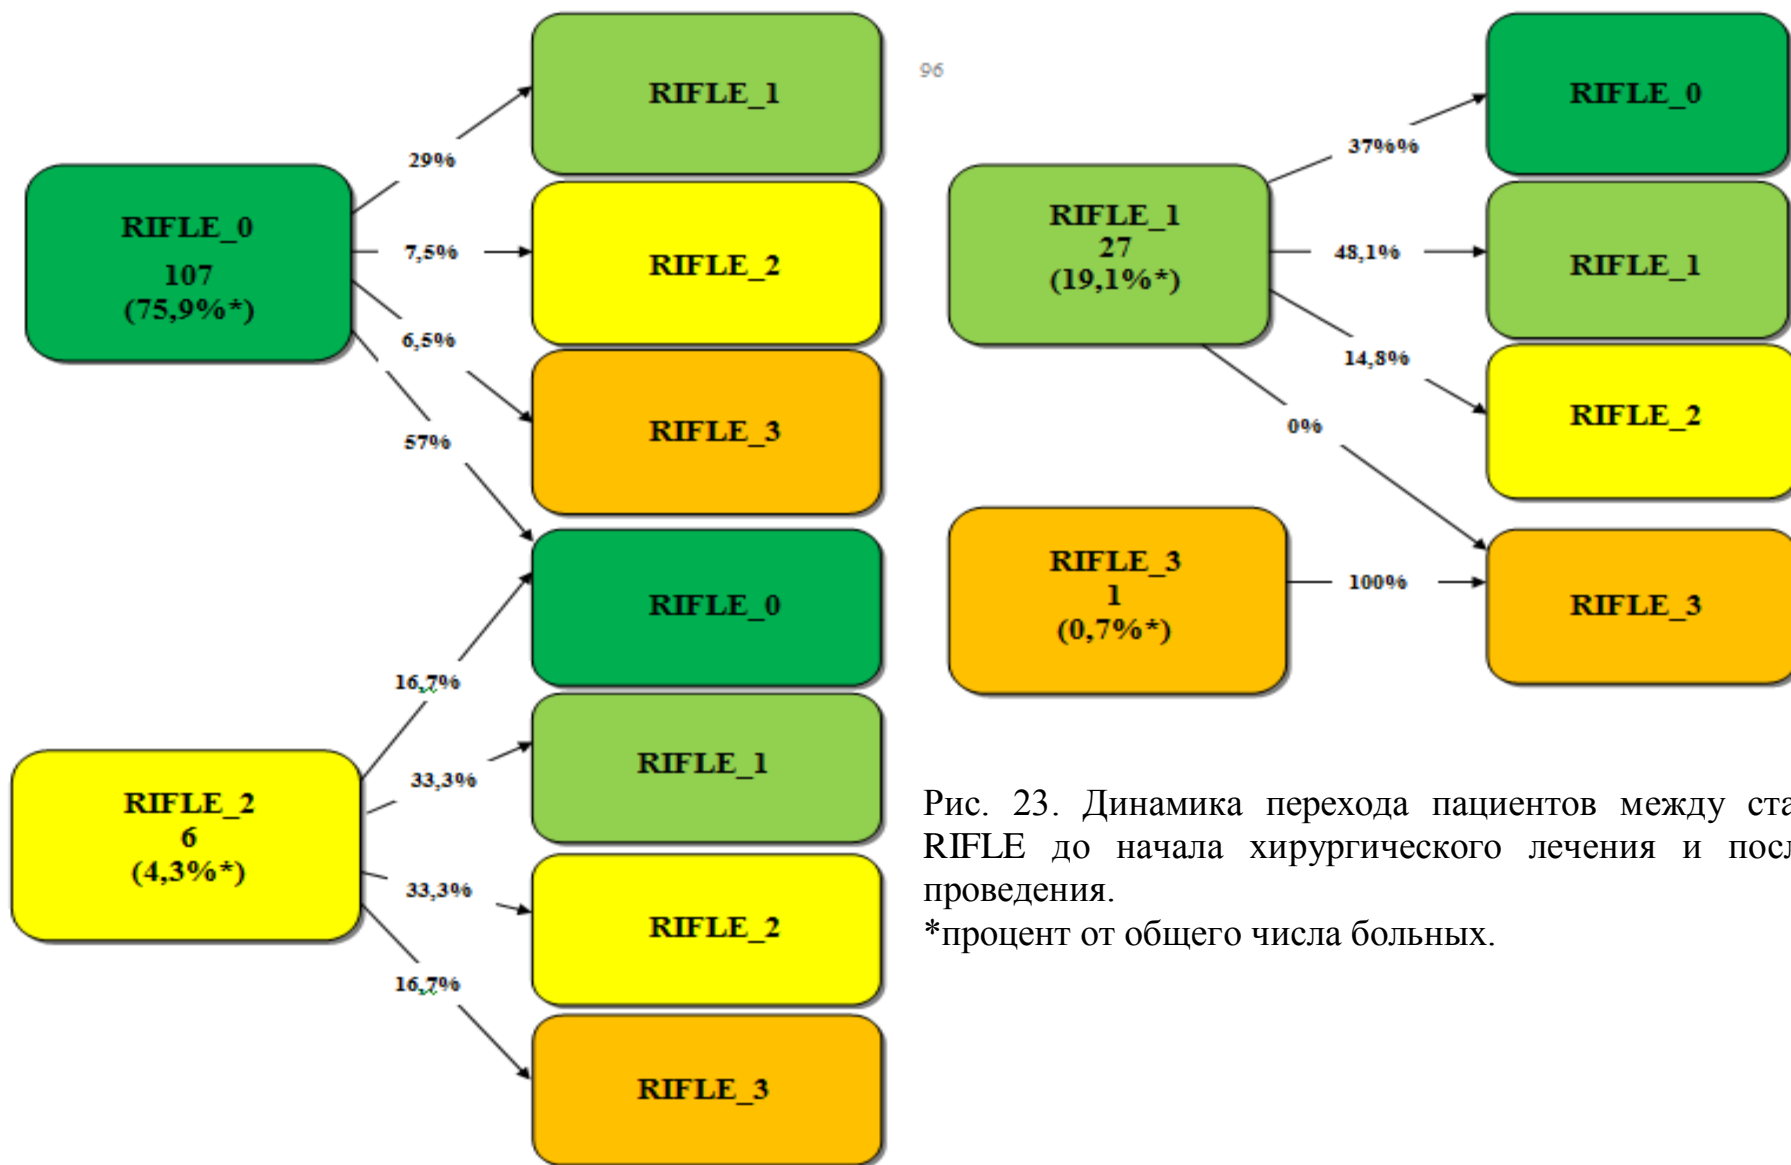 96
RIFLE_0
107
(75,9%*)
29%
7,5%
6,5%
57%
RIFLE_1
RIFLE_2
RIFLE_3
RIFLE_0
RIFLE_2
6
(4,3%*)
16,7%
33,3%
33,3%
16,7%
RIFLE_1
RIFLE_2
RIFLE_3
RIFLE_1
27
(19,1%*)
37%%
48,1%
14,8%
0%
RIFLE_0
RIFLE_1
RIFLE_2
RIFLE_3
1
(0,7%*)
100%
RIFLE_3
Рис. 23. Динамика перехода пациентов между ста
RIFLE до начала хирургического лечения и посл
проведения.
*процент от общего числа больных.